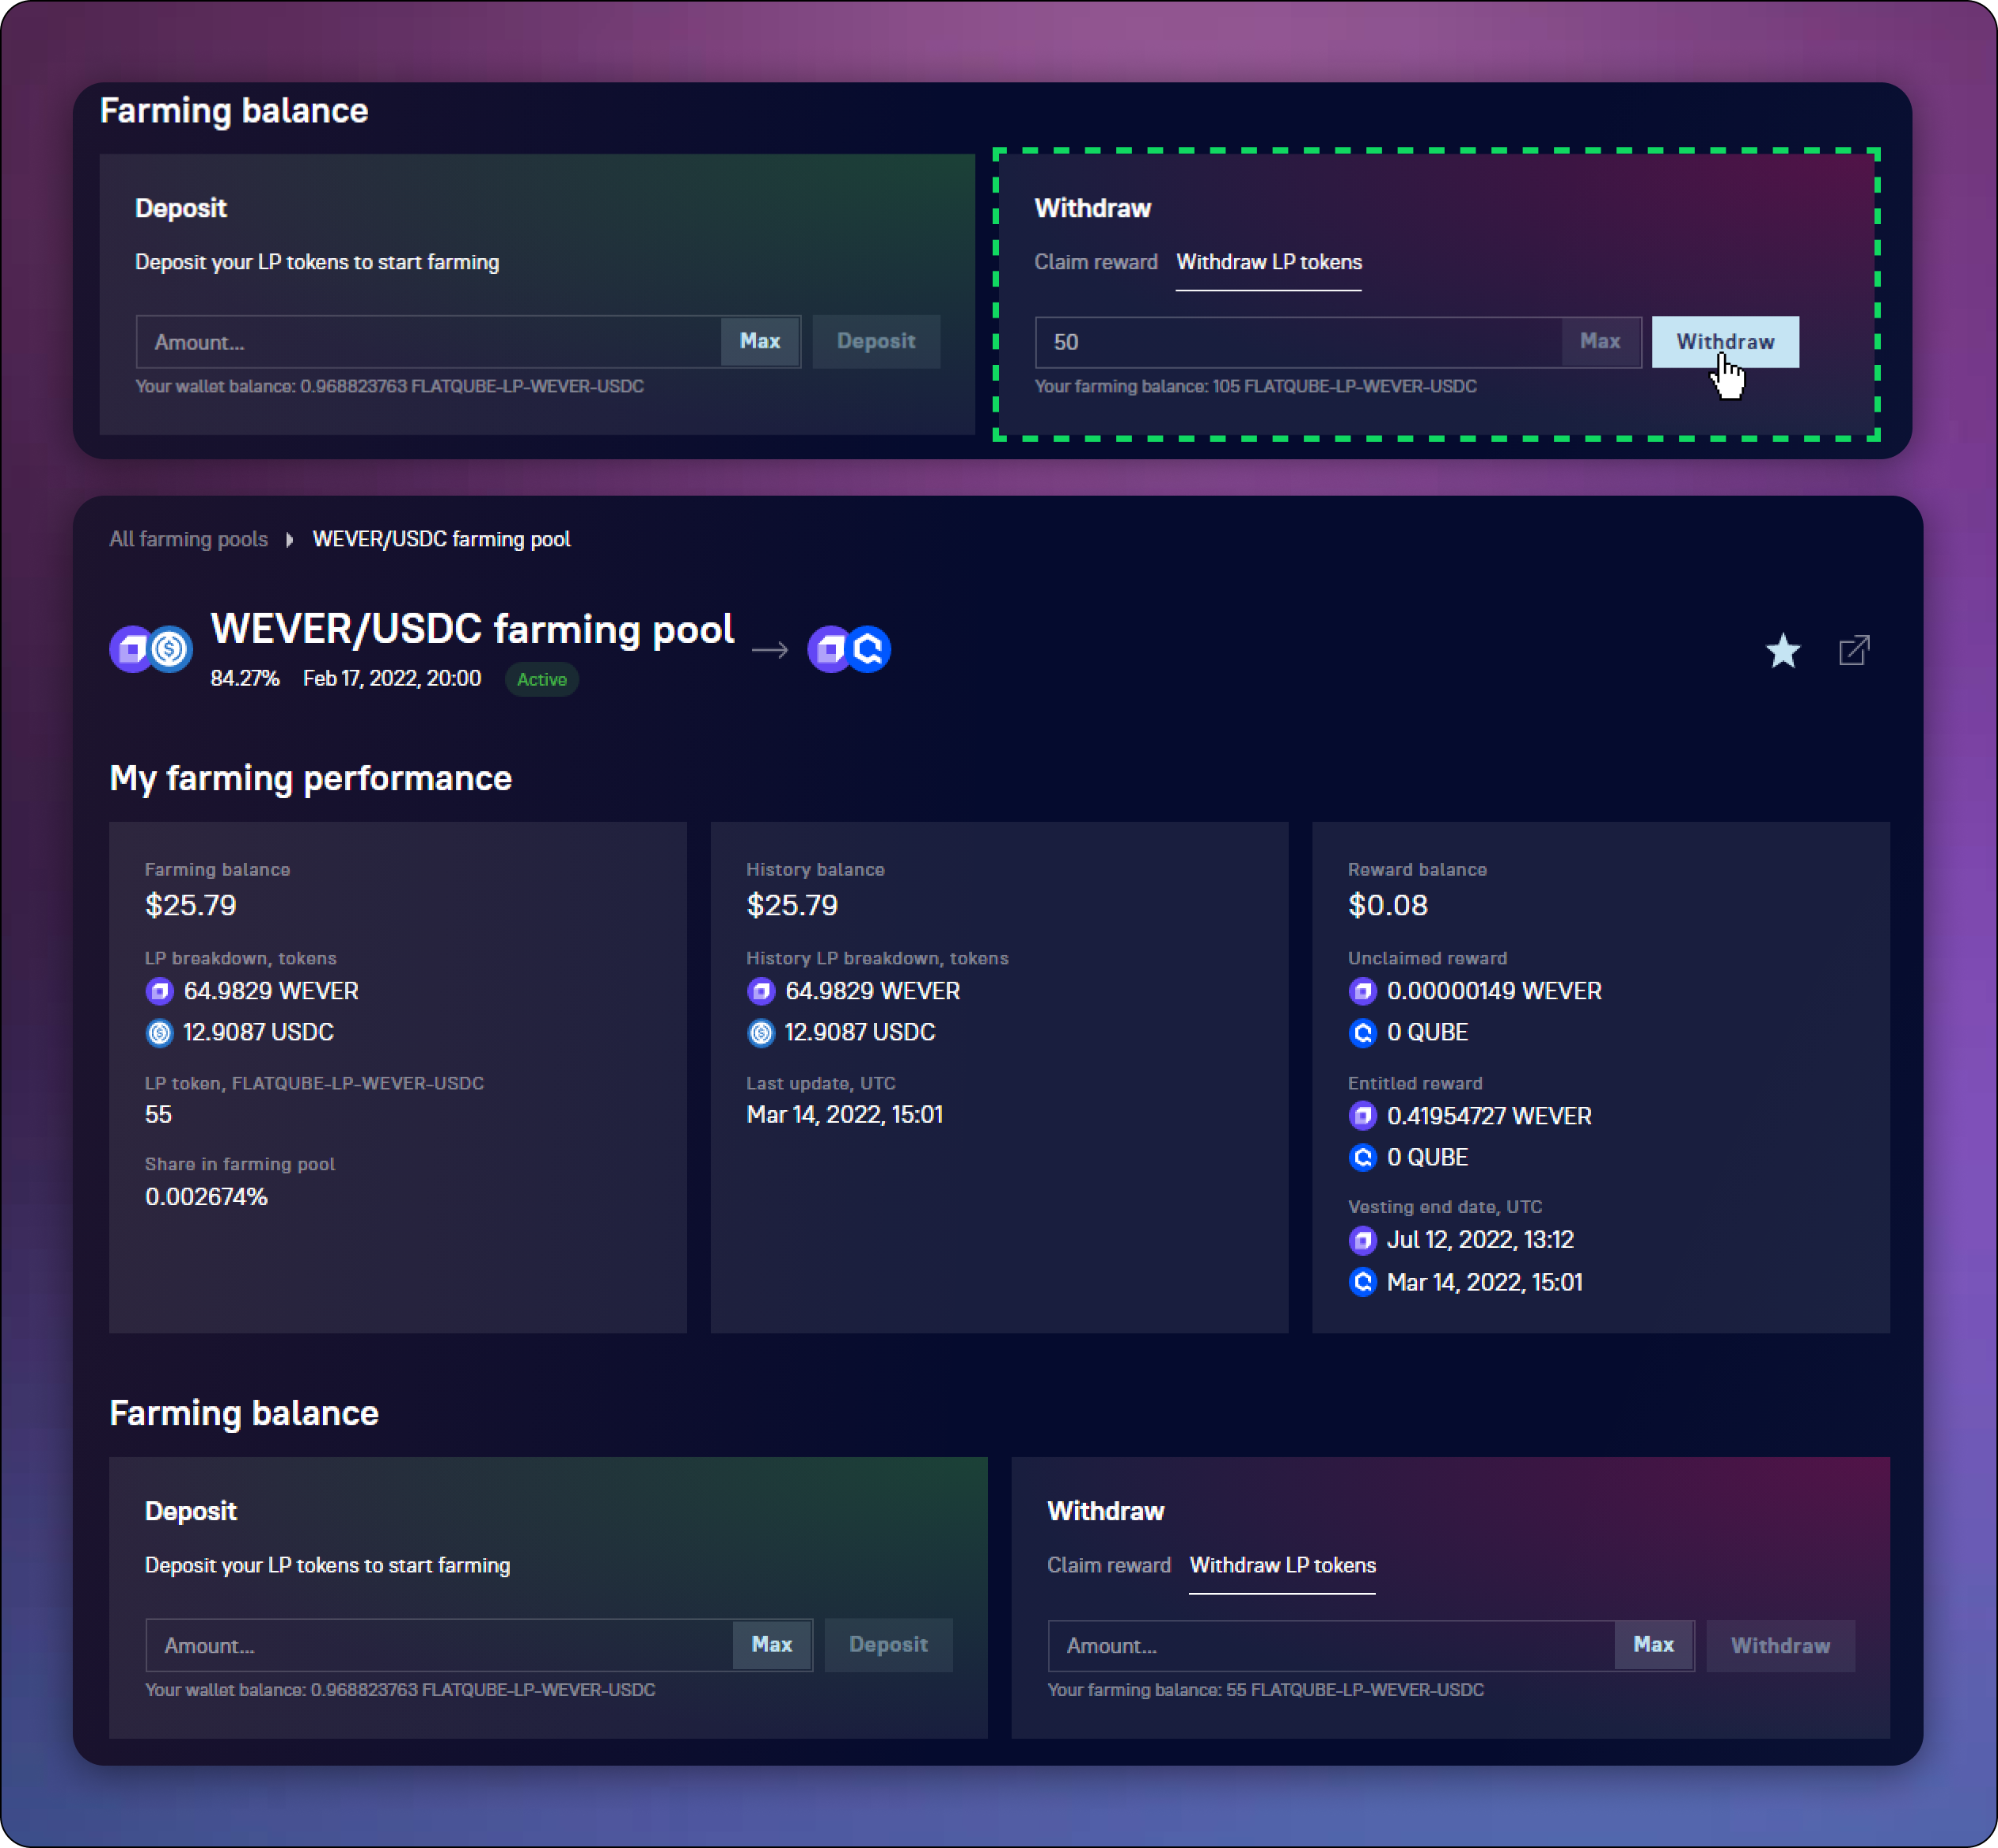 Farming balance
Deposit
Deposit your LP tokens to start farming
Amount...
Max
Deposit
Your wallet balance: 0.968823763 FLATQUBE-LP-WEVER-USDC
Withdraw
Claim reward Withdraw LP tokens
50
Max
Withdraw
Your farming balance: 105 FLATQUBE-LP-WEVER-USDC
All farming pools WEVER/USDC farming pool
WEVER/USDC farming pool
84.27% Feb 17, 2022, 20:00 Active
My farming performance
Farming balance
$25.79
LP breakdown, tokens
64.9829 WEVER
12.9087 USDC
LP token, FLATQUBE-LP-WEVER-USDC
55
Share in farming pool
0.002674%
History balance
$25.79
History LP breakdown, tokens
64.9829 WEVER
12.9087 USDC
Last update, UTC
Mar 14, 2022, 15:01
Reward balance
$0.08
Unclaimed reward
0.00000149 WEVER
0 QUBE
Entitled reward
0.41954727 WEVER
0 QUBE
Vesting end date, UTC
Jul 12, 2022, 13:12
Mar 14, 2022, 15:01
Farming balance
Deposit
Deposit your LP tokens to start farming
Amount...
Max
Deposit
Your wallet balance: 0.968823763 FLATQUBE-LP-WEVER-USDC
Withdraw
Claim reward Withdraw LP tokens
Amount...
Max
Withdraw
Your farming balance: 55 FLATQUBE-LP-WEVER-USDC